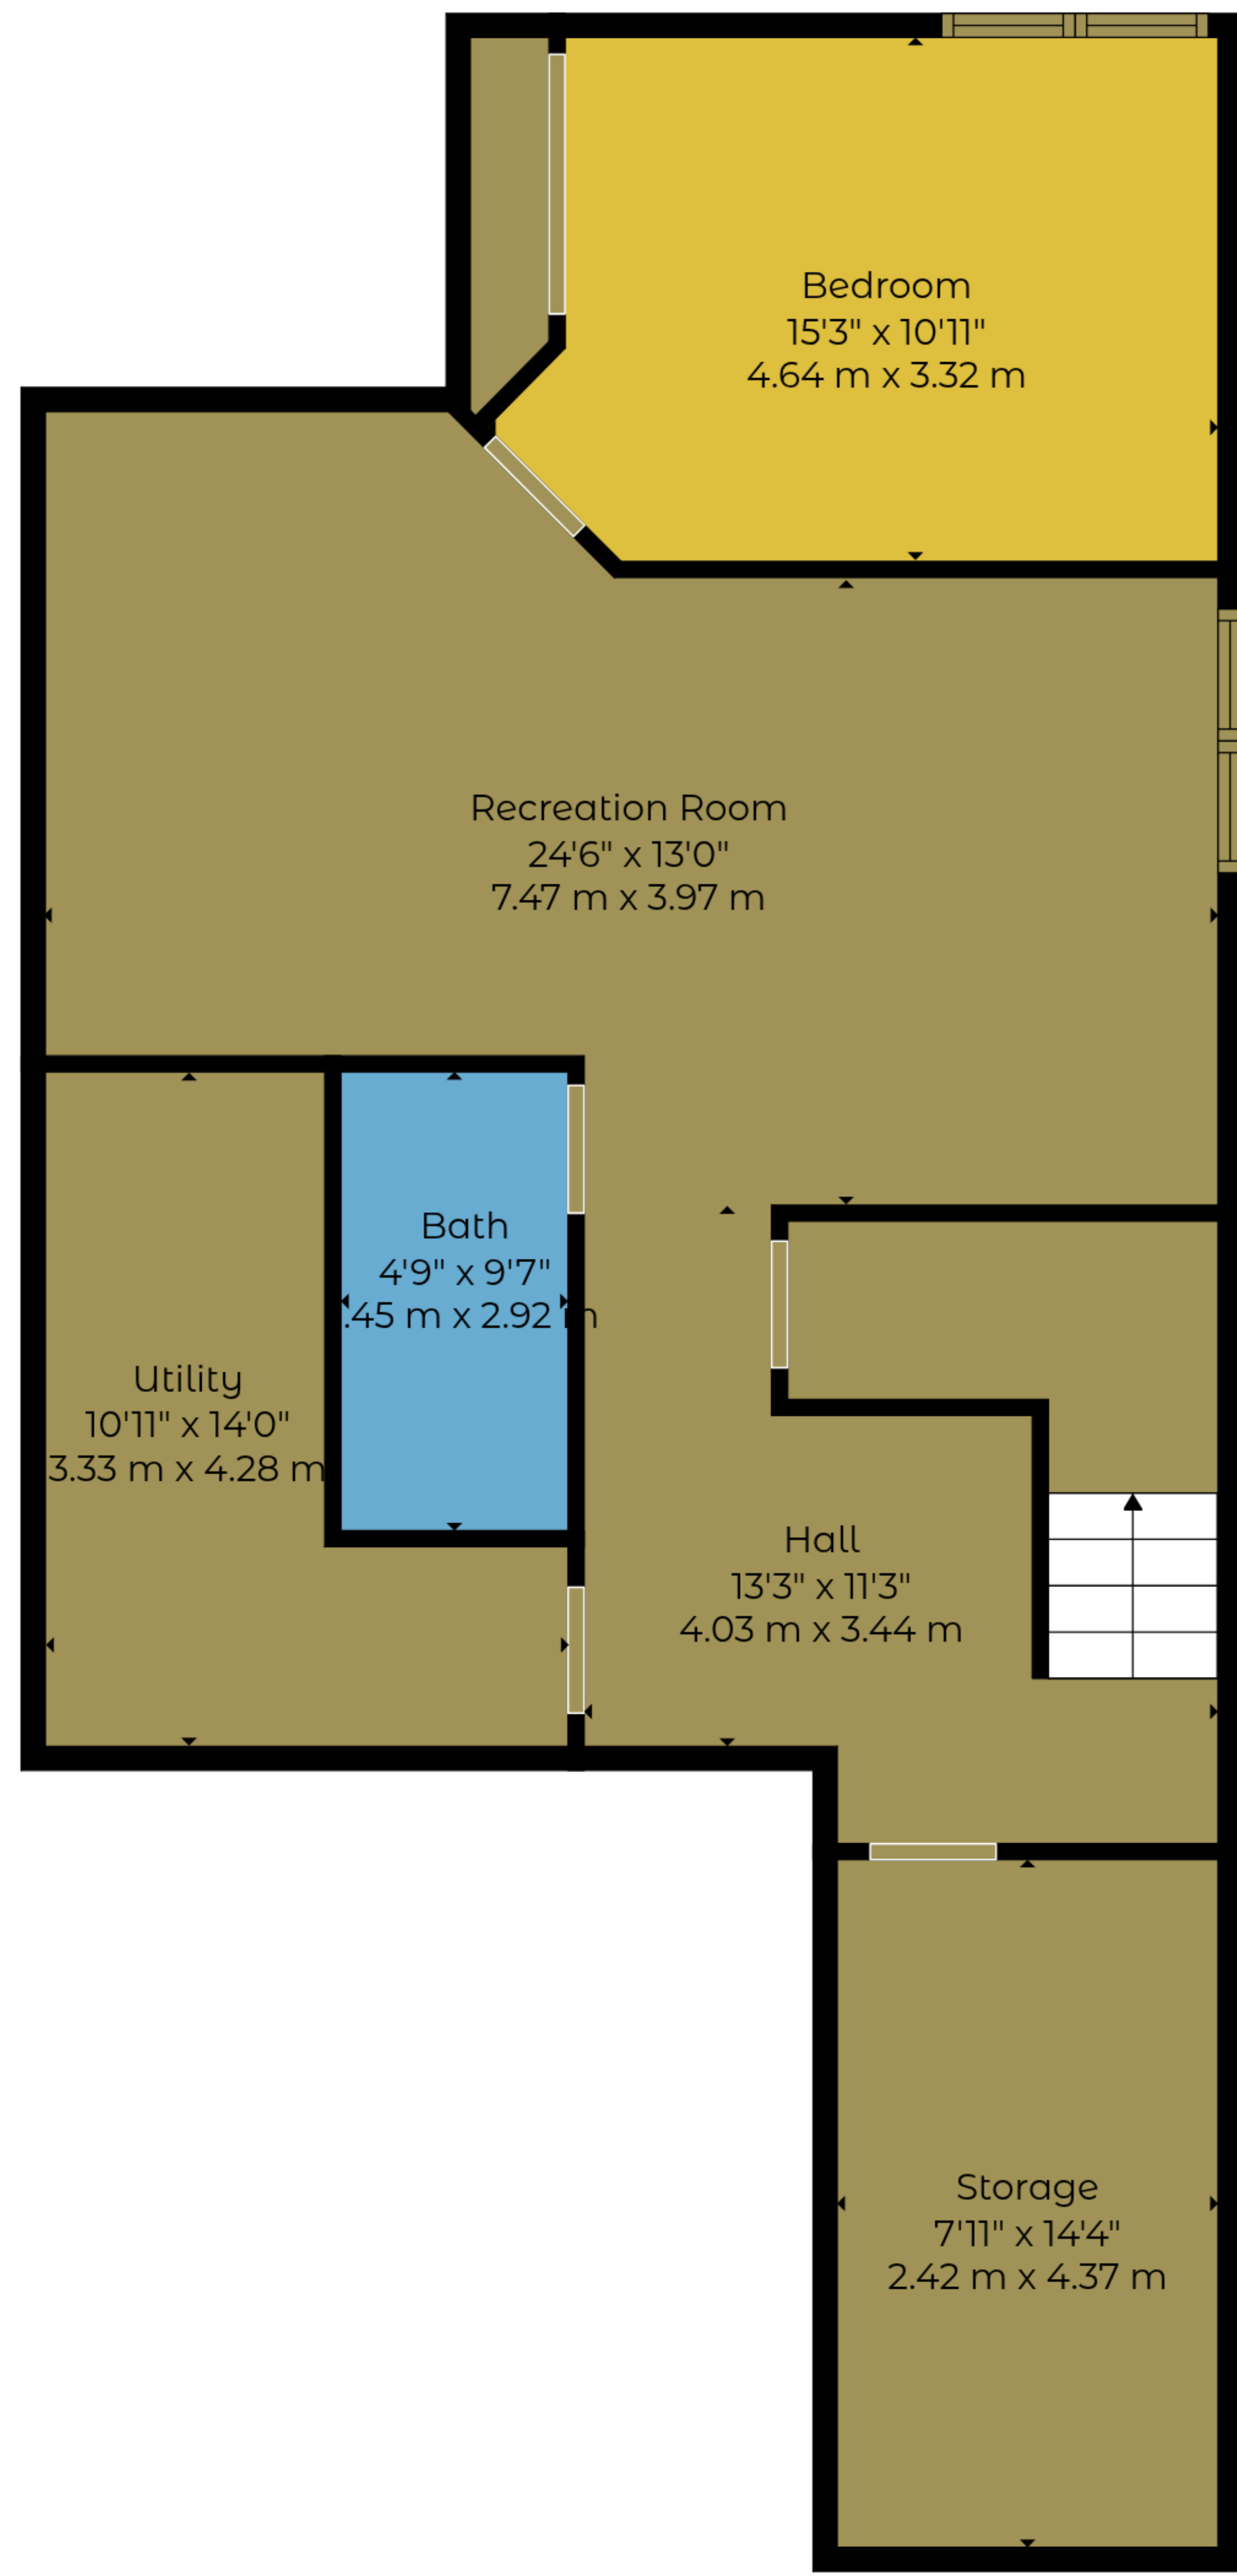 Bedroom
15'3" x 10'11"
4.64 m x 3.32 m
Recreation Room
24'6" x 13'0"
7.47 m x 3.97 m
Bath
4'9" x 9'7"
.45 m x 2.92 m
Utility
10'11" x 14'0"
3.33 m x 4.28 m
Hall
13'3" x 11'3"
4.03 m x 3.44 m
Storage
7'11" x 14'4"
2.42 m x 4.37 m